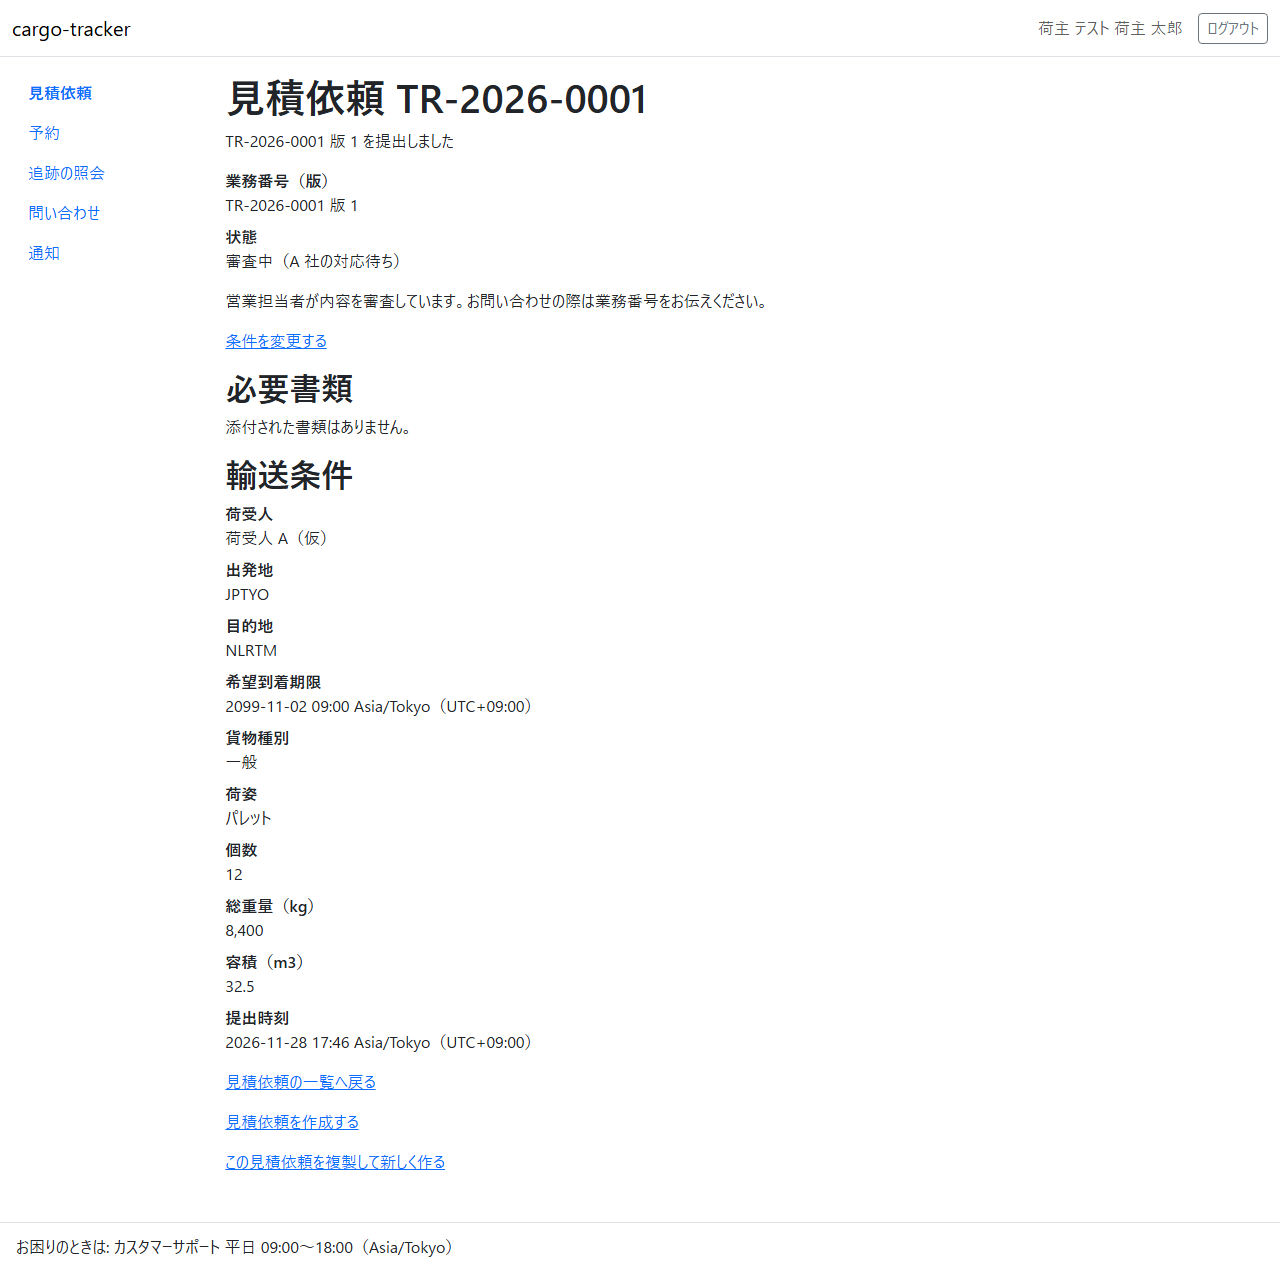 cargo-tracker
荷主 テスト 荷主 太郎
ログアウト
見積依頼
予約
追跡の照会
問い合わせ
通知
見積依頼 TR-2026-0001
TR-2026-0001 版 1 を提出しました
業務番号（版）
TR-2026-0001 版 1
状態
審査中（A 社の対応待ち）
営業担当者が内容を審査しています。お問い合わせの際は業務番号をお伝えください。
条件を変更する
必要書類
添付された書類はありません。
輸送条件
荷受人
荷受人 A（仮）
出発地
JPTYO
目的地
NLRTM
希望到着期限
2099-11-02 09:00 Asia/Tokyo（UTC+09:00）
貨物種別
一般
荷姿
パレット
個数
12
総重量（kg）
8,400
容積（m3）
32.5
提出時刻
2026-11-28 17:46 Asia/Tokyo（UTC+09:00）
見積依頼の一覧へ戻る
見積依頼を作成する
この見積依頼を複製して新しく作る
お困りのときは: カスタマーサポート 平日 09:00〜18:00（Asia/Tokyo）